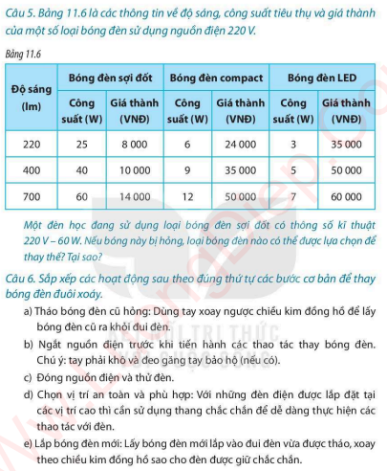 Câu 5. Bảng 11.6 là các thông tin về độ sáng, công suất tiêu thụ và giá thành
của một số loại bóng đèn sử dụng nguồn điện 220 V.
Bảng 11.6
Độ sáng (lm) Bóng đèn sợi đốt Bóng đèn compact Bóng đèn LED
Công suất (W) Giá thành (VNĐ) Công suất (W) Giá thành (VNĐ) Công suất (W) Giá thành (VNĐ)
220 25 8 000 6 24 000 3 35 000
400 40 10 000 9 35 000 5 50 000
700 60 14 000 12 50 000 7 60 000
Một đèn học đang sử dụng loại bóng đèn sợi đốt có thông số kĩ thuật
220 V – 60 W. Nếu bóng này bị hỏng, loại bóng đèn nào có thể được lựa chọn để
thay thế? Tại sao?
Câu 6. Sắp xếp các hoạt động sau theo đúng thứ tự các bước cơ bản để thay
bóng đèn đuôi xoáy.
a) Tháo bóng đèn cũ hỏng: Dùng tay xoay ngược chiều kim đồng hồ để lấy
bóng đèn cũ ra khỏi đui đèn.
b) Ngắt nguồn điện trước khi tiến hành các thao tác thay bóng đèn.
Chú ý: tay phải khô và đeo găng tay bảo hộ (nếu có).
c) Đóng nguồn điện và thử đèn.
d) Chọn vị trí an toàn và phù hợp: Với những đèn điện được lắp đặt tại
các vị trí cao thì cần sử dụng thang chắc chắn để dễ dàng thực hiện các
thao tác với đèn.
e) Lắp bóng đèn mới: Lấy bóng đèn mới lắp vào đui đèn vừa được tháo, xoay
theo chiều kim đồng hồ sao cho đèn được giữ chắc chắn.